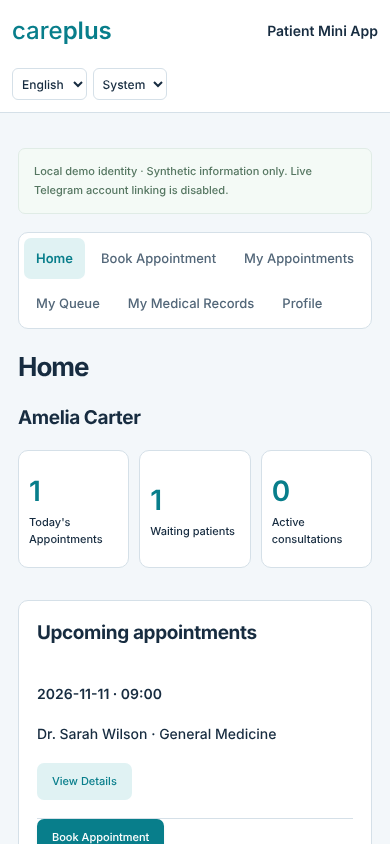 careplus
Patient Mini App
English
System
Local demo identity · Synthetic information only. Live
Telegram account linking is disabled.
Home
Book Appointment
My Appointments
My Queue
My Medical Records
Profile
Home
Amelia Carter
1
Today's
Appointments
1
Waiting patients
0
Active
consultations
Upcoming appointments
2026-11-11 · 09:00
Dr. Sarah Wilson · General Medicine
View Details
Book Appointment